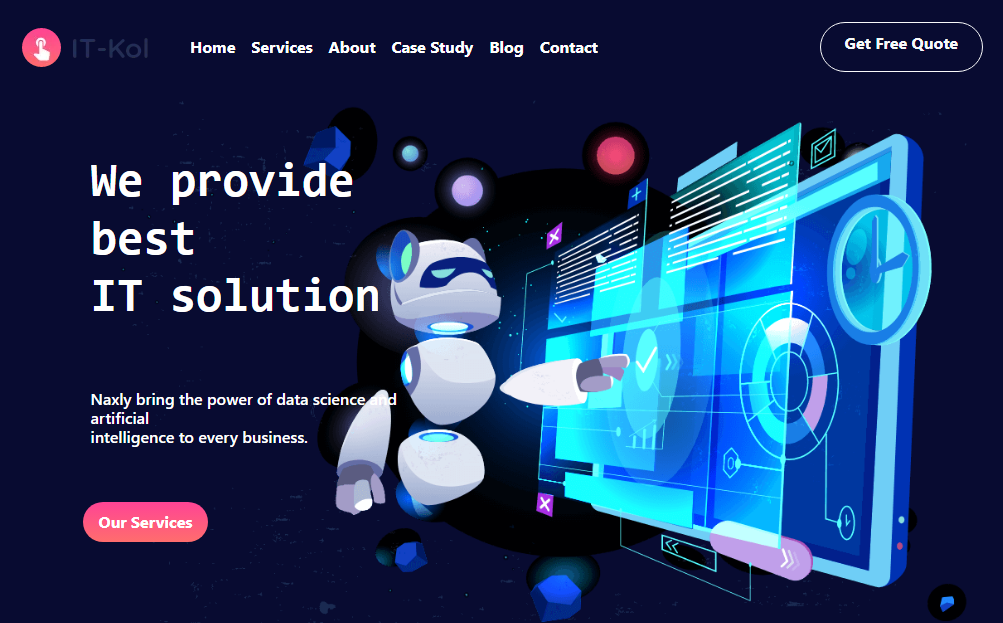 IT-Kol
Home Services About Case Study Blog Contact
Get Free Quote
We provide
best
IT solution
Naxly bring the power of data science and
artificial
intelligence to every business.
Our Services